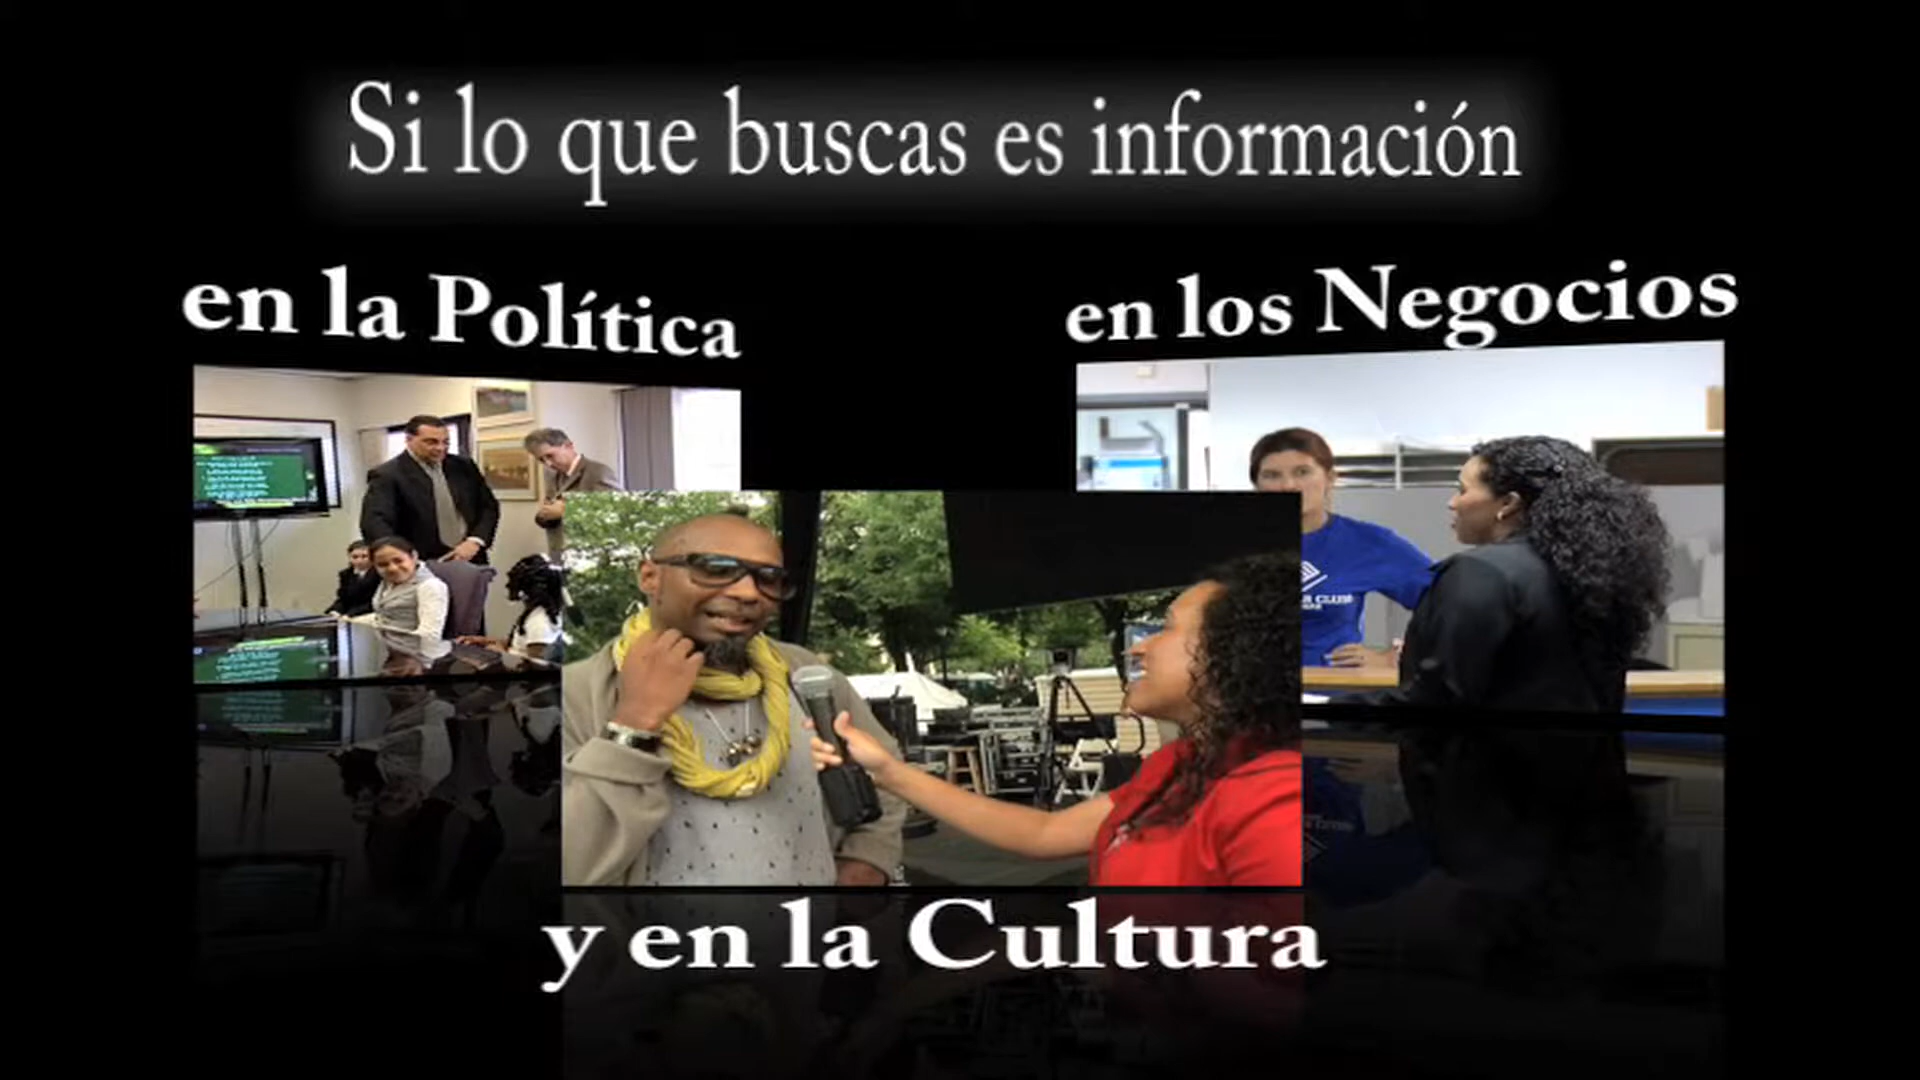 Si lo que buscas es información
en la Política
en los Negocios
y en la Cultura